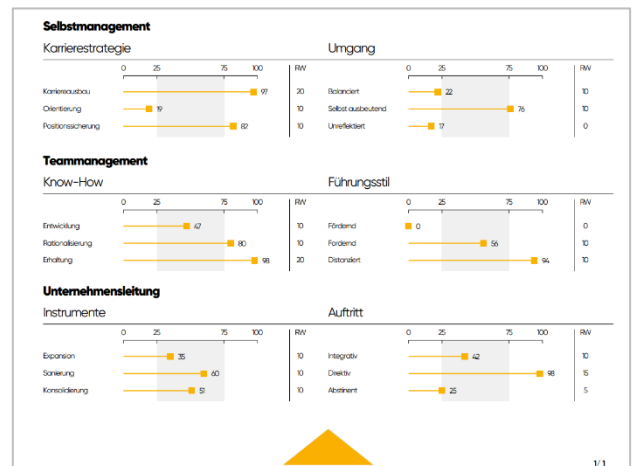 Selbstmanagement
Karrierestrategie Umgang
0 25 75 100 RW 0 25 75 100 RW
Karriereausbau 97 20 Balanciert 22 10
Orientierung 19 10 Selbst ausbeutend 76 10
Positionssicherung 82 10 Unreflektiert 17 0
Teammanagement
Know-How Führungsstil
0 25 75 100 RW 0 25 75 100 RW
Entwicklung 47 10 Fördernd 0 0
Rationalisierung 80 10 Fordernd 56 10
Erhaltung 98 20 Distanziert 94 10
Unternehmensleitung
Instrumente Auftritt
0 25 75 100 RW 0 25 75 100 RW
Expansion 35 10 Integrativ 42 10
Sanierung 60 10 Direktiv 98 15
Konsolidierung 51 10 Abstinent 25 5
1/1